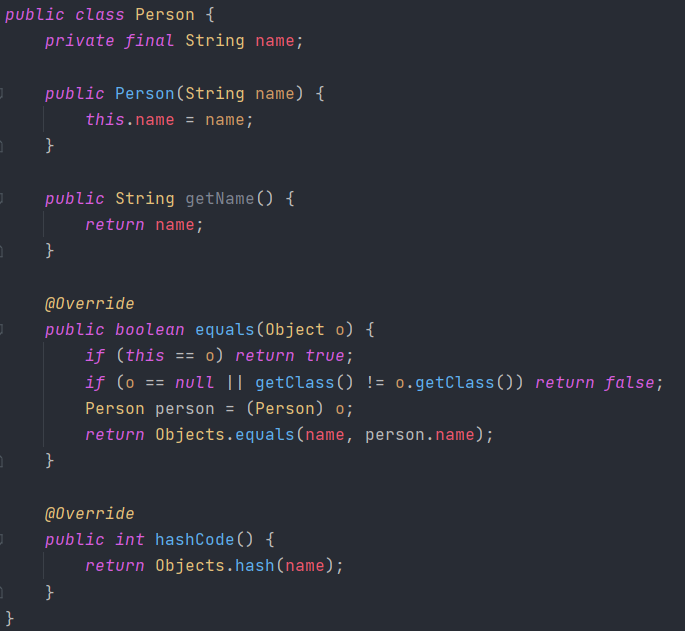 public class Person {
    private final String name;

    public Person(String name) {
        this.name = name;
    }

    public String getName() {
        return name;
    }

    @Override
    public boolean equals(Object o) {
        if (this == o) return true;
        if (o == null || getClass() != o.getClass()) return false;
        Person person = (Person) o;
        return Objects.equals(name, person.name);
    }

    @Override
    public int hashCode() {
        return Objects.hash(name);
    }
}